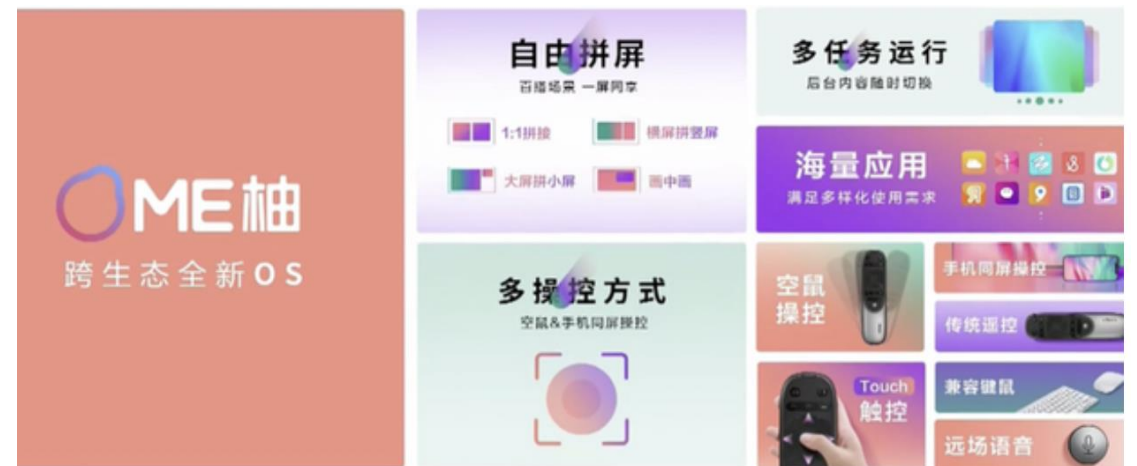 OME柚
跨生态全新OS
自由拼屏
百搭场景 一屏同享
1:1拼接
横屏拼竖屏
大屏拼小屏
画中画
多操控方式
空鼠&手机同屏操控
多任务运行
后台内容随时切换
海量应用
满足多样化使用需求
空鼠
操控
手机同屏操控
传统遥控
Touch
触控
兼容键鼠
远场语音